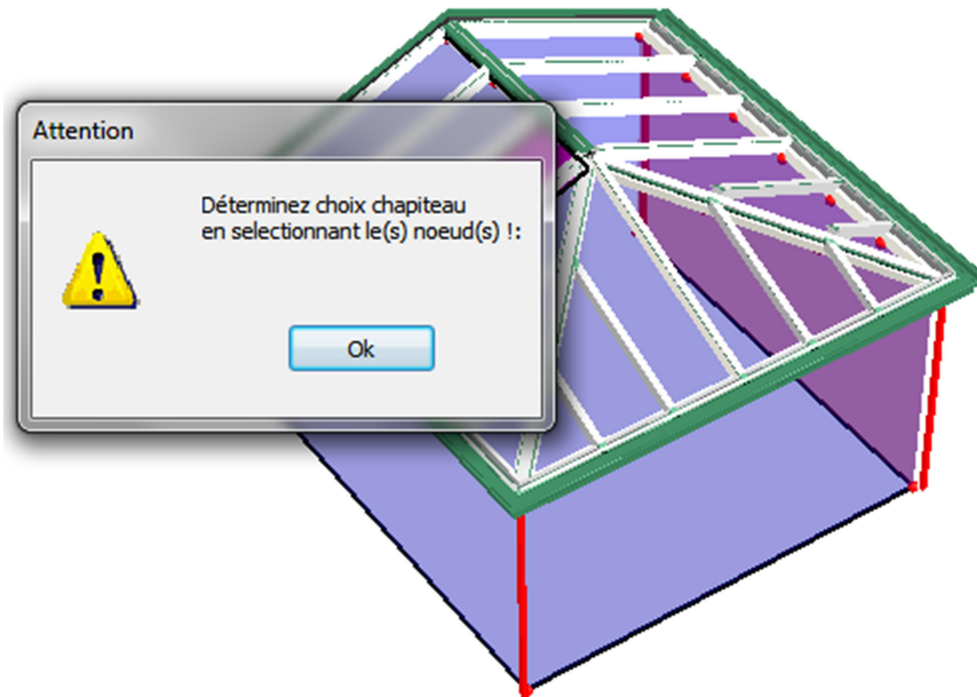 Attention
Déterminez choix chapiteau
en selectionnant le(s) noeud(s) !:
Ok